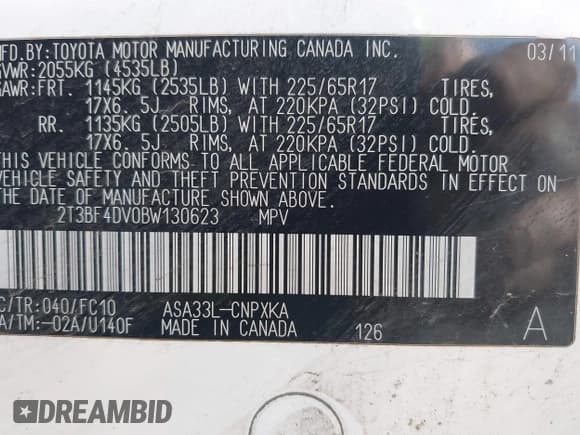 MFD.BY:TOYOTA MOTOR MANUFACTURING CANADA INC. 03/11
GVWR:2055KG (4535LB)
GAWR:FRT. 1145KG (2535LB) WITH 225/65R17 TIRES,
17X6.5J RIMS, AT 220KPA (32PSI) COLD.
RR. 1135KG (2505LB) WITH 225/65R17 TIRES,
17X6.5J RIMS, AT 220KPA (32PSI) COLD.
THIS VEHICLE CONFORMS TO ALL APPLICABLE FEDERAL MOTOR
VEHICLE SAFETY AND THEFT PREVENTION STANDARDS IN EFFECT ON
THE DATE OF MANUFACTURE SHOWN ABOVE.
2T3BF4DV0BW130623 MPV
C/TR:040/FC10 ASA33L-CNPXKA
A/TM:-02A/U140F MADE IN CANADA 126 A
DREAMBID